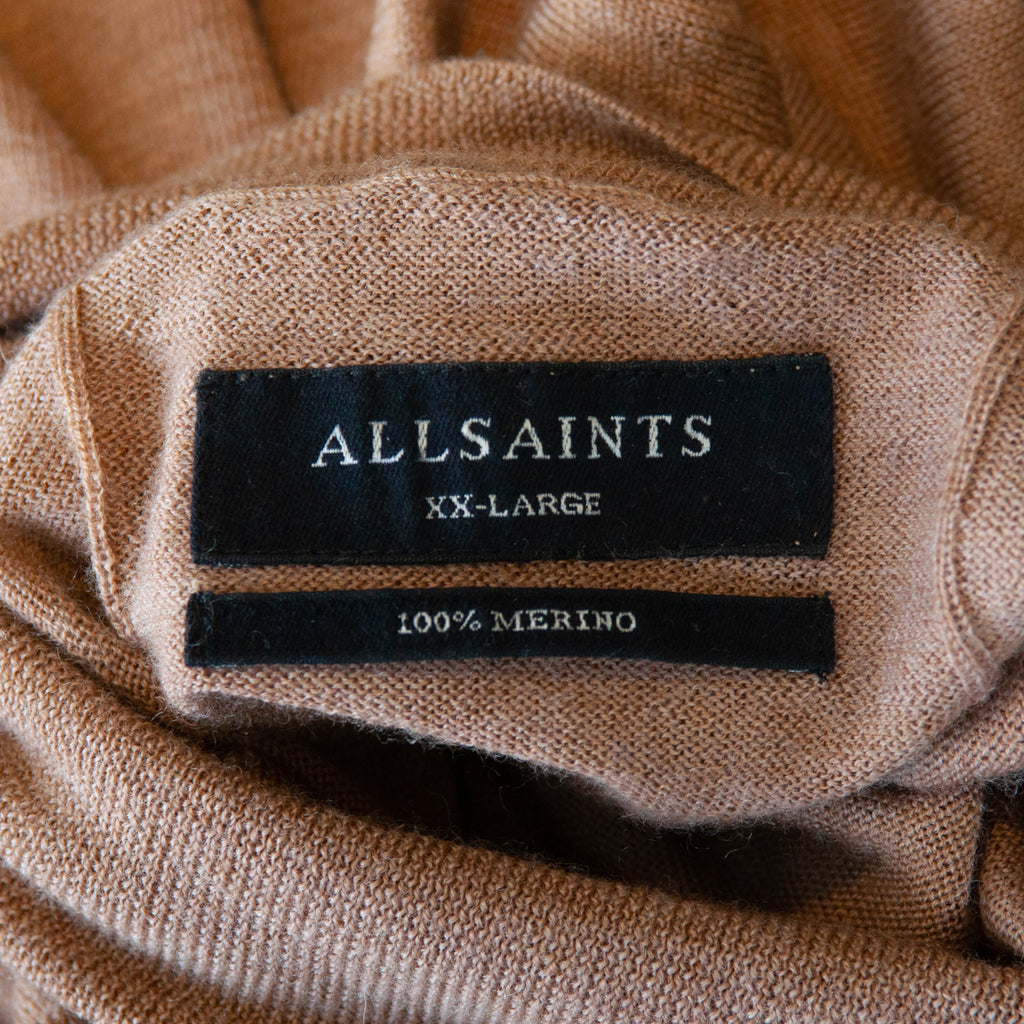 ALLSAINTS
XX-LARGE
100% MERINO